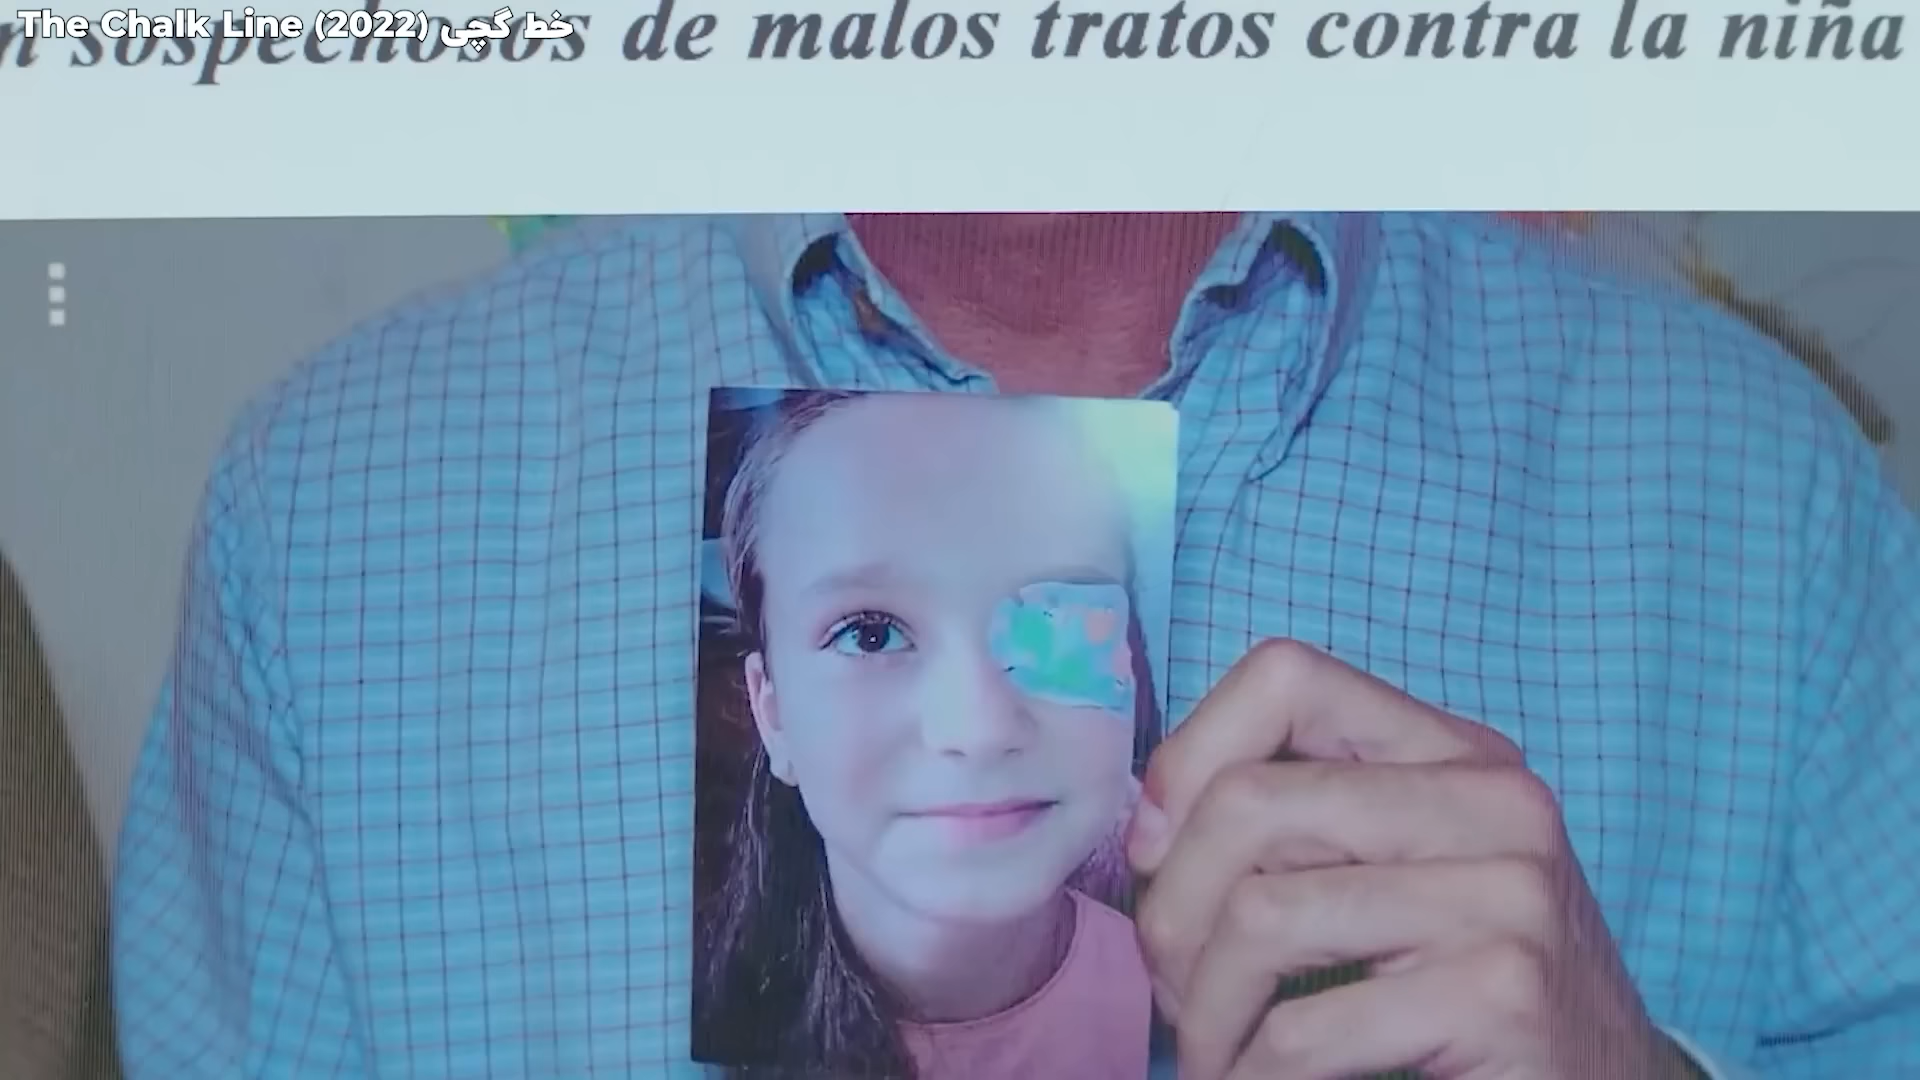 The Chalk Line (2022) خط گچی
sospechosos de malos tratos contra la niña